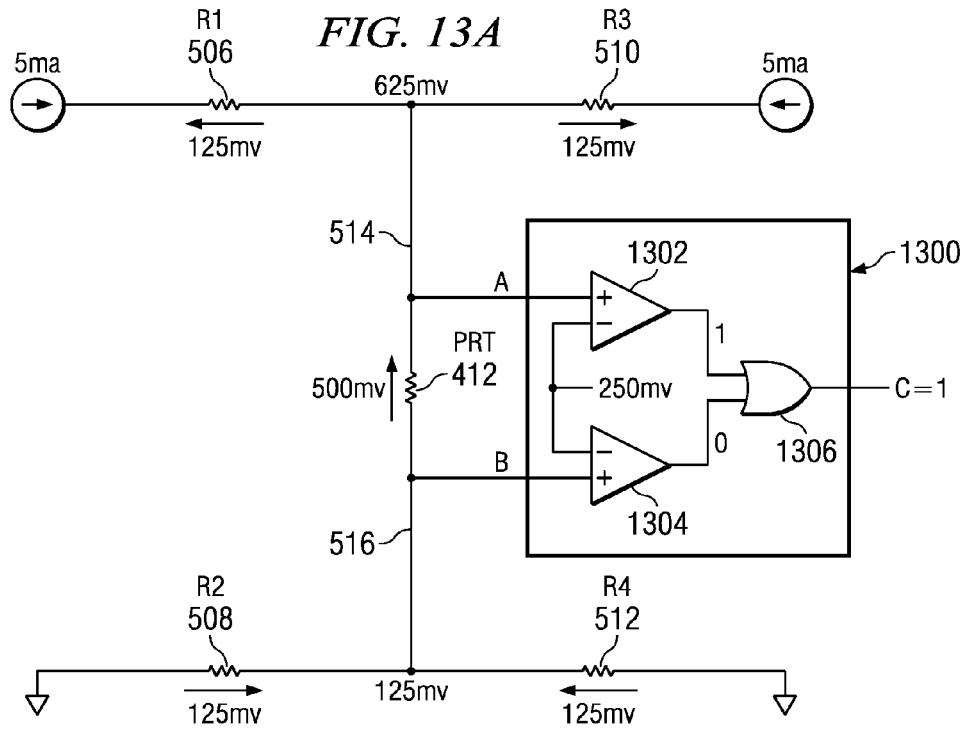 FIG. 13A
R1
506
R3
510
5ma
5ma
625mv
125mv
125mv
514
1302
1300
A
+
−
1
PRT
412
500mv
250mv
C=1
1306
−
0
B
+
1304
516
R2
508
R4
512
125mv
125mv
125mv